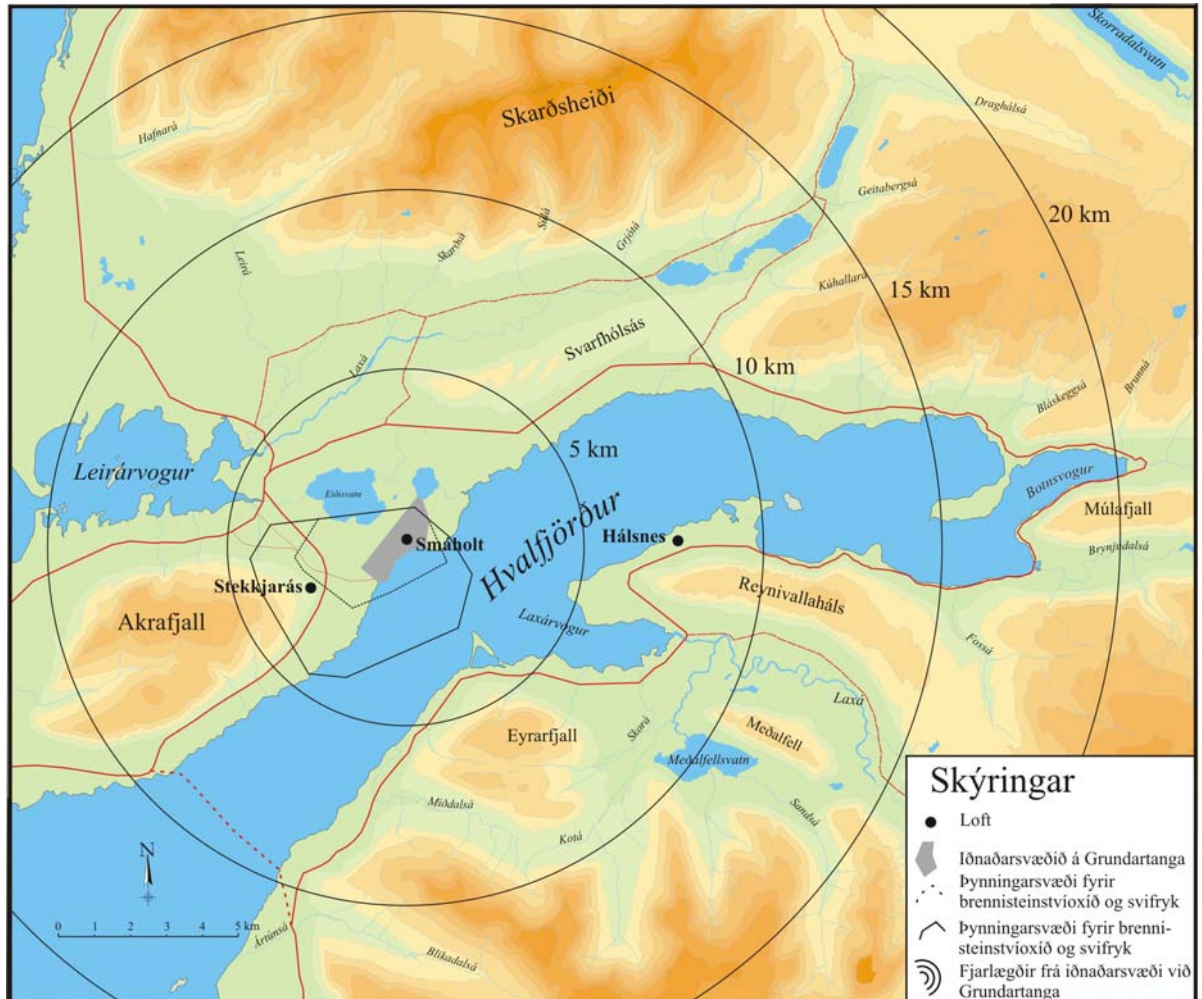 Skorradalsvatn
Skarðsheiði
Draghálsá
Hafnará
Geitabergsá
20 km
Súlá
Skarðsá
Grjótá
Leirá
Kúhallará
15 km
Svarfhólsás
Laxá
10 km
Bláskeggsá
Brunná
5 km
Leirárvogur
Botnsvogur
Eiðisvatn
Múlafjall
Smáholt
Hálsnes
Brynjudalsá
Hvalfjörður
Stekkjarás
Reynivallaháls
Akrafjall
Laxárvogur
Fossá
Laxá
Skorá
Eyrarfjall
Meðalfell
Meðalfellsvatn
Miðdalsá
Sandsá
Kotá
N
0 1 2 3 4 5 km
Ártúnsá
Blikadalsá
Skýringar
Loft
Iðnaðarsvæðið á Grundartanga
Þynningarsvæði fyrir
brennisteinstvíoxíð og svifryk
Þynningarsvæði fyrir brenni-
steinstvíoxíð og svifryk
Fjarlægðir frá iðnaðarsvæði við
Grundartanga